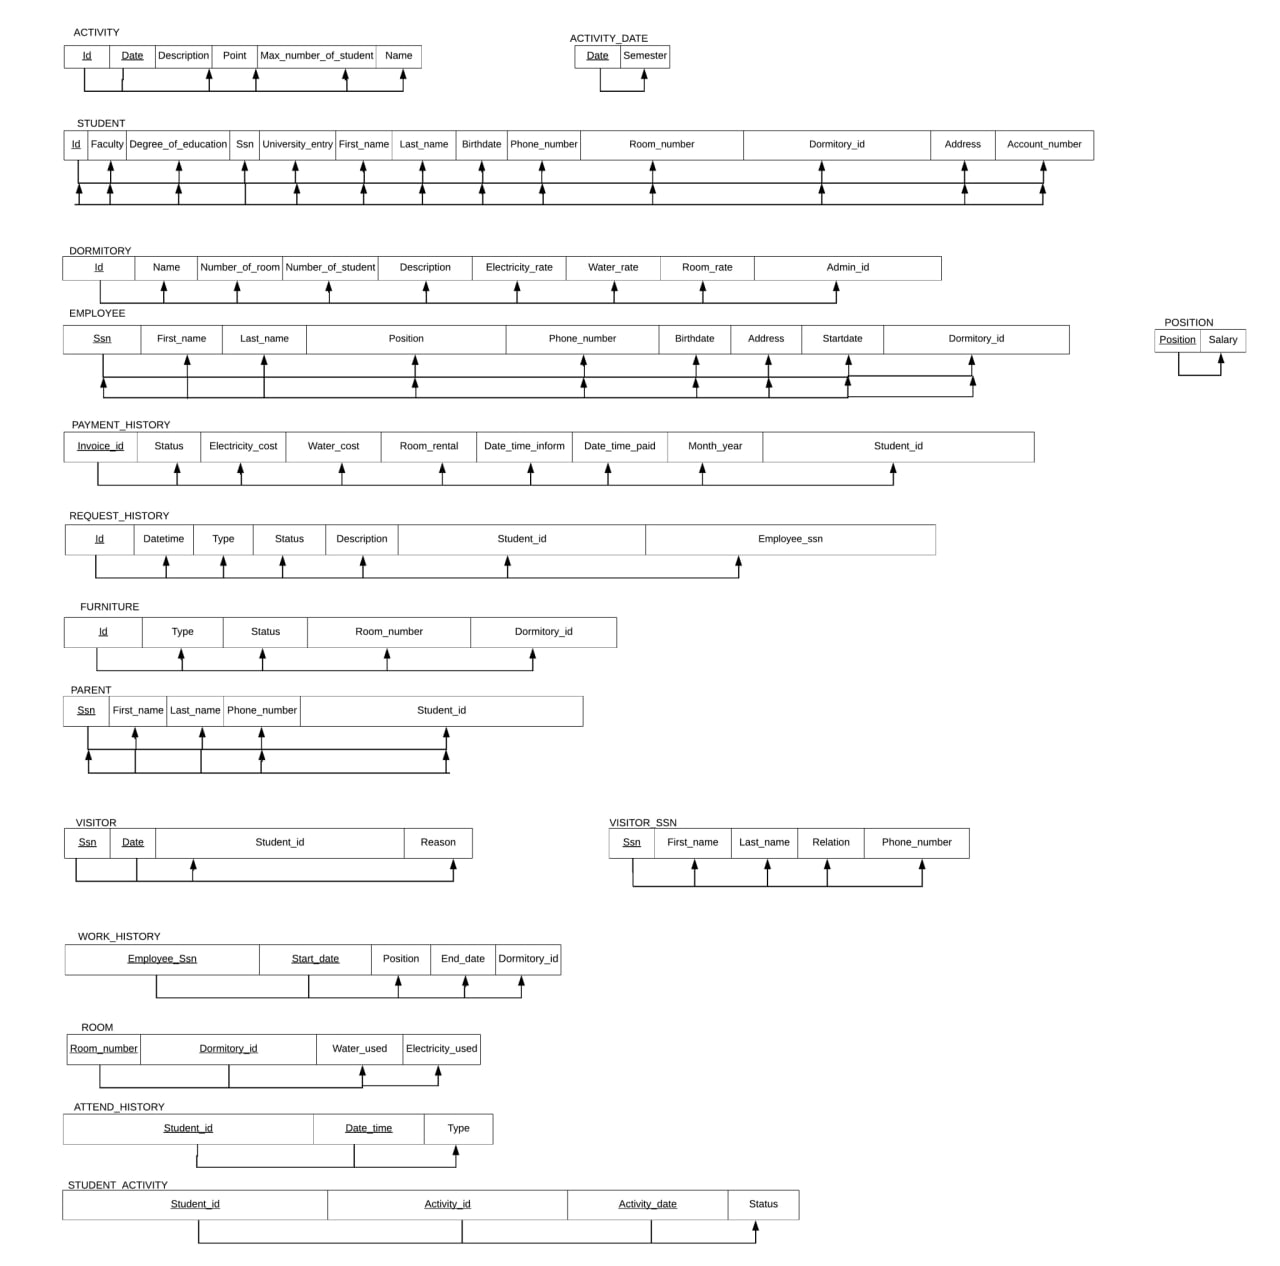 ACTIVITY
Id Date Description Point Max_number_of_student Name
ACTIVITY_DATE
Date Semester
STUDENT
Id Faculty Degree_of_education Ssn University_entry First_name Last_name Birthdate Phone_number Room_number Dormitory_id Address Account_number
DORMITORY
Id Name Number_of_room Number_of_student Description Electricity_rate Water_rate Room_rate Admin_id
EMPLOYEE
Ssn First_name Last_name Position Phone_number Birthdate Address Startdate Dormitory_id
POSITION
Position Salary
PAYMENT_HISTORY
Invoice_id Status Electricity_cost Water_cost Room_rental Date_time_inform Date_time_paid Month_year Student_id
REQUEST_HISTORY
Id Datetime Type Status Description Student_id Employee_ssn
FURNITURE
Id Type Status Room_number Dormitory_id
PARENT
Ssn First_name Last_name Phone_number Student_id
VISITOR
Ssn Date Student_id Reason
VISITOR_SSN
Ssn First_name Last_name Relation Phone_number
WORK_HISTORY
Employee_Ssn Start_date Position End_date Dormitory_id
ROOM
Room_number Dormitory_id Water_used Electricity_used
ATTEND_HISTORY
Student_id Date_time Type
STUDENT_ACTIVITY
Student_id Activity_id Activity_date Status